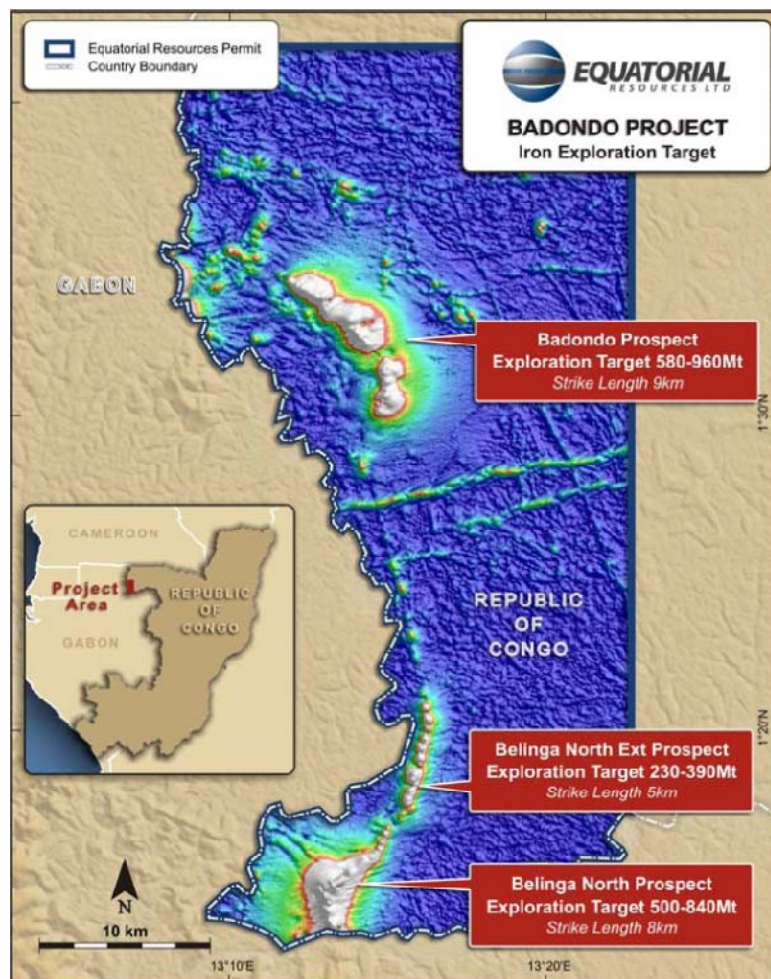 Equatorial Resources Permit
Country Boundary
EQUATORIAL
RESOURCES LTD
BADONDO PROJECT
Iron Exploration Target
GABON
Badondo Prospect
Exploration Target 580-960Mt
Strike Length 9km
1°30'N
CAMEROON
Project
Area
REPUBLIC
OF
CONGO
GABON
REPUBLIC
OF
CONGO
1°20'N
Belinga North Ext Prospect
Exploration Target 230-390Mt
Strike Length 5km
Belinga North Prospect
Exploration Target 500-840Mt
Strike Length 8km
N
10 km
13°10'E
13°20'E